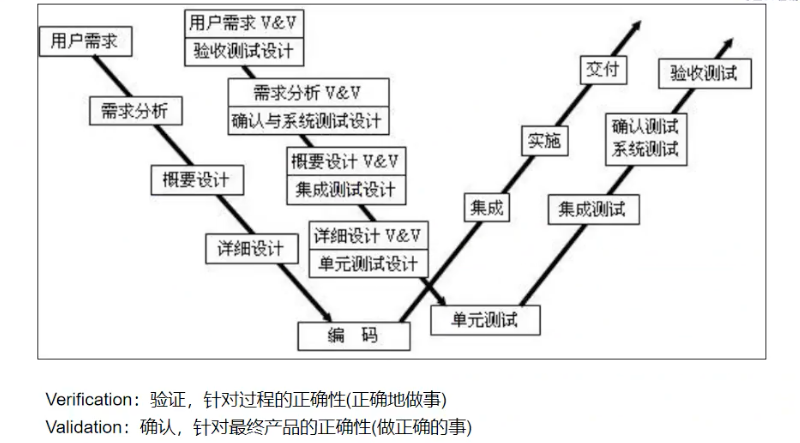 用户需求
需求分析
概要设计
详细设计
编 码
用户需求 V&V
验收测试设计
需求分析 V&V
确认与系统测试设计
概要设计 V&V
集成测试设计
详细设计 V&V
单元测试设计
单元测试
集成
实施
交付
集成测试
确认测试
系统测试
验收测试
Verification：验证，针对过程的正确性(正确地做事)
Validation：确认，针对最终产品的正确性(做正确的事)